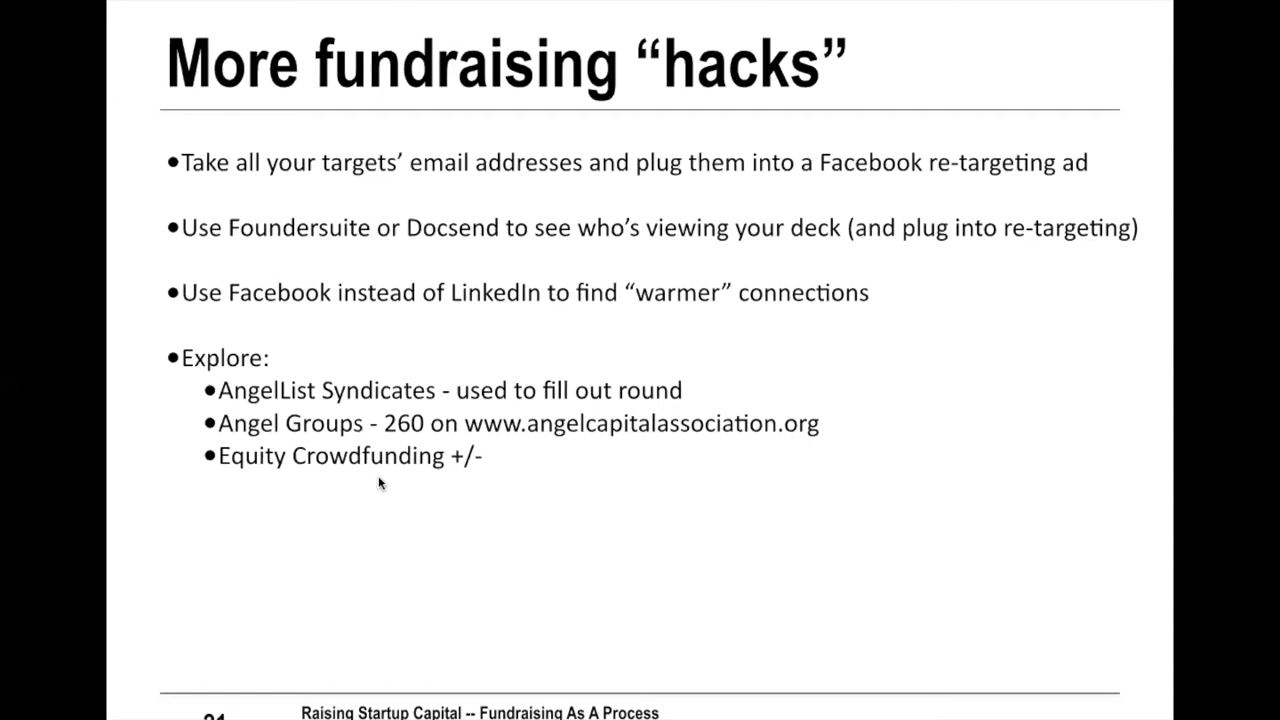 More fundraising “hacks”
●Take all your targets’ email addresses and plug them into a Facebook re-targeting ad
●Use Foundersuite or Docsend to see who’s viewing your deck (and plug into re-targeting)
●Use Facebook instead of LinkedIn to find “warmer” connections
●Explore:
●AngelList Syndicates - used to fill out round
●Angel Groups - 260 on www.angelcapitalassociation.org
●Equity Crowdfunding +/-
Raising Startup Capital -- Fundraising As A Process